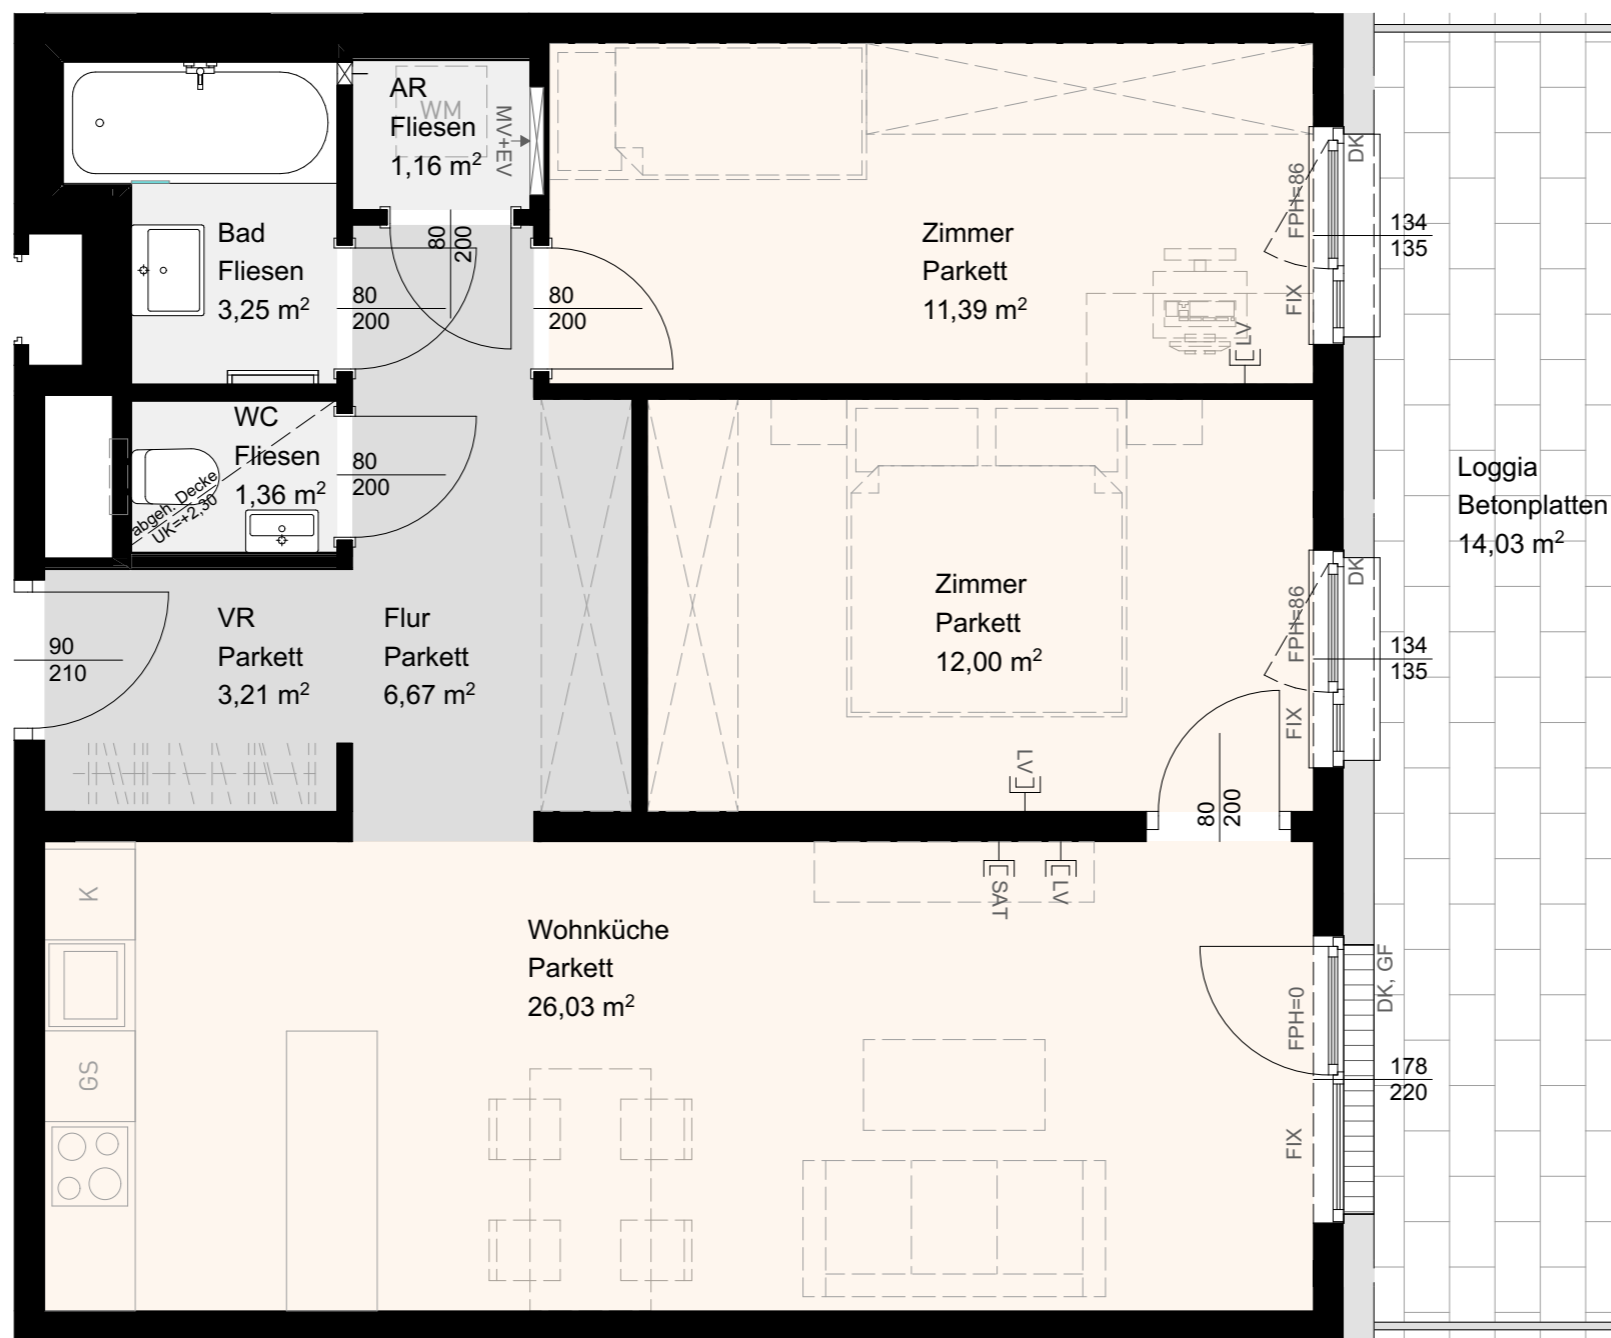 AR
Fliesen
1,16 m²
WM
MV+EV
Bad
Fliesen
3,25 m²
80
200
80
200
80
200
Zimmer
Parkett
11,39 m²
FPH=86
FIX
DK
134
135
LV
WC
Fliesen
1,36 m²
abgeh. Decke
UK=+2,30
80
200
Zimmer
Parkett
12,00 m²
FPH=86
FIX
DK
134
135
LV
80
200
Loggia
Betonplatten
14,03 m²
90
210
VR
Parkett
3,21 m²
Flur
Parkett
6,67 m²
K
GS
Wohnküche
Parkett
26,03 m²
SAT
LV
FPH=0
FIX
DK, GF
178
220